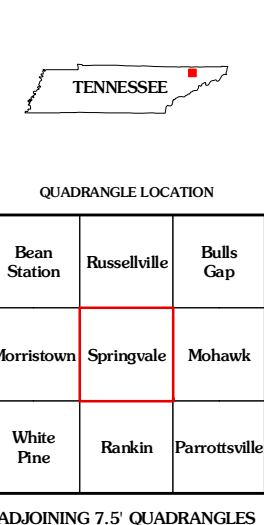 TENNESSEE
QUADRANGLE LOCATION
Bean
Station
Russellville
Bulls
Gap
Morristown
Springvale
Mohawk
White
Pine
Rankin
Parrottsville
ADJOINING 7.5' QUADRANGLES